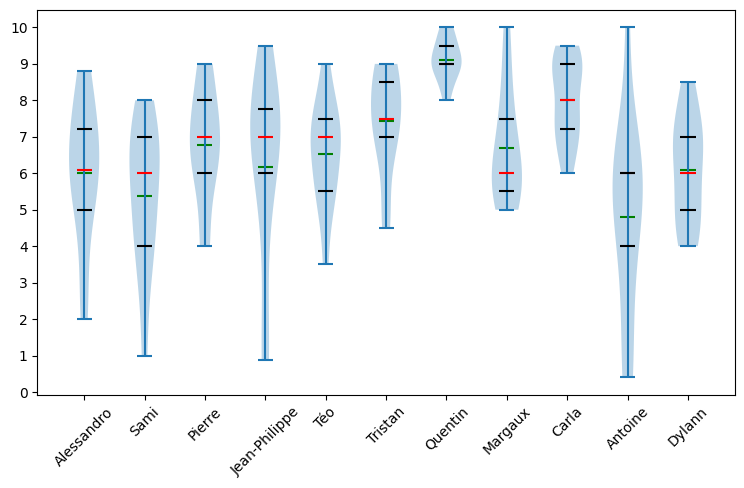 10
9
8
7
6
5
4
3
2
1
0
Alessandro
Sami
Pierre
Jean-Philippe
Téo
Tristan
Quentin
Margaux
Carla
Antoine
Dylann